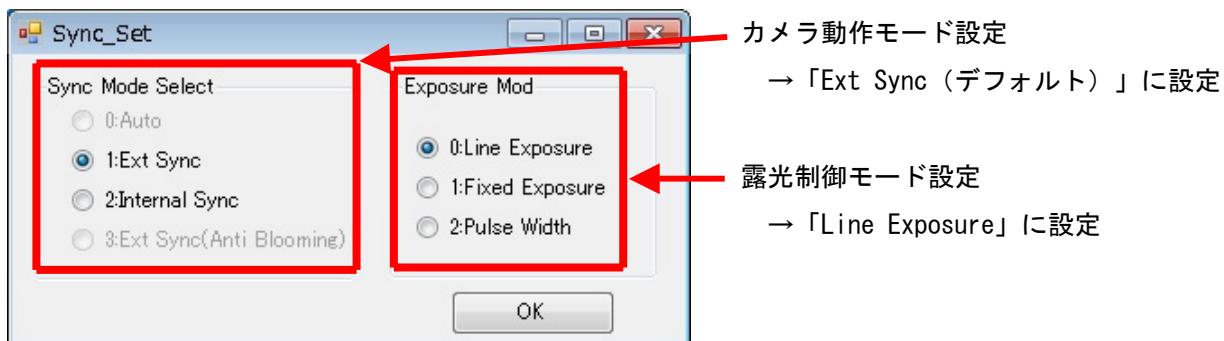 Sync_Set
Sync Mode Select
0:Auto
1:Ext Sync
2:Internal Sync
3:Ext Sync(Anti Blooming)
Exposure Mod
0:Line Exposure
1:Fixed Exposure
2:Pulse Width
OK
カメラ動作モード設定
→「Ext Sync（デフォルト）」に設定
露光制御モード設定
→「Line Exposure」に設定